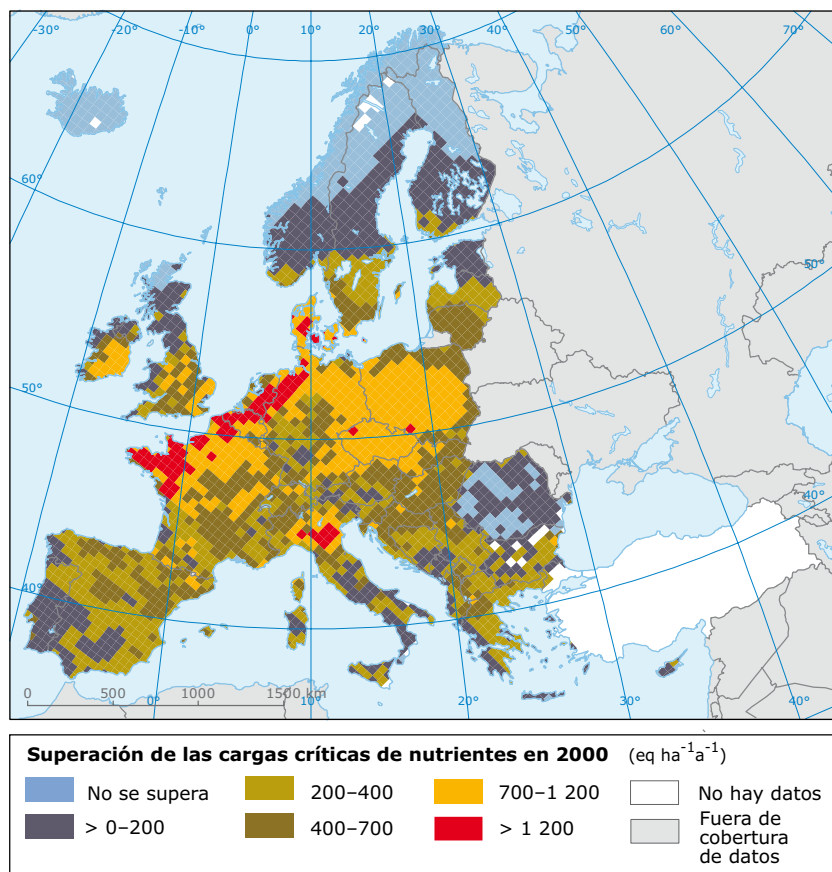 -30° -20° -10° 0° 10° 20° 30° 40° 50° 60° 70°
60°
50°
50°
40°
40°
0 500 1000 1500 km
0° 10° 20° 30° 40°
Superación de las cargas críticas de nutrientes en 2000 (eq ha⁻¹a⁻¹)
No se supera 200–400 700–1 200 No hay datos
> 0–200 400–700 > 1 200 Fuera de
cobertura
de datos